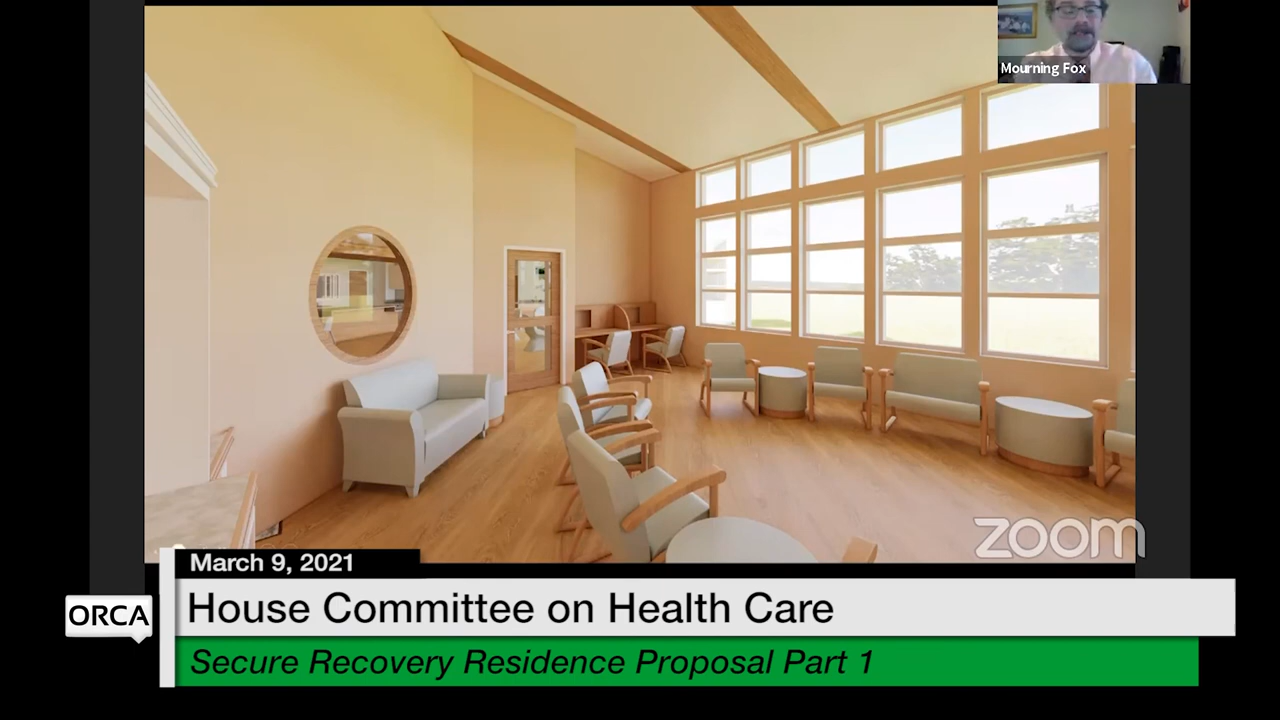 Mourning Fox
zoom
March 9, 2021
ORCA
House Committee on Health Care
Secure Recovery Residence Proposal Part 1